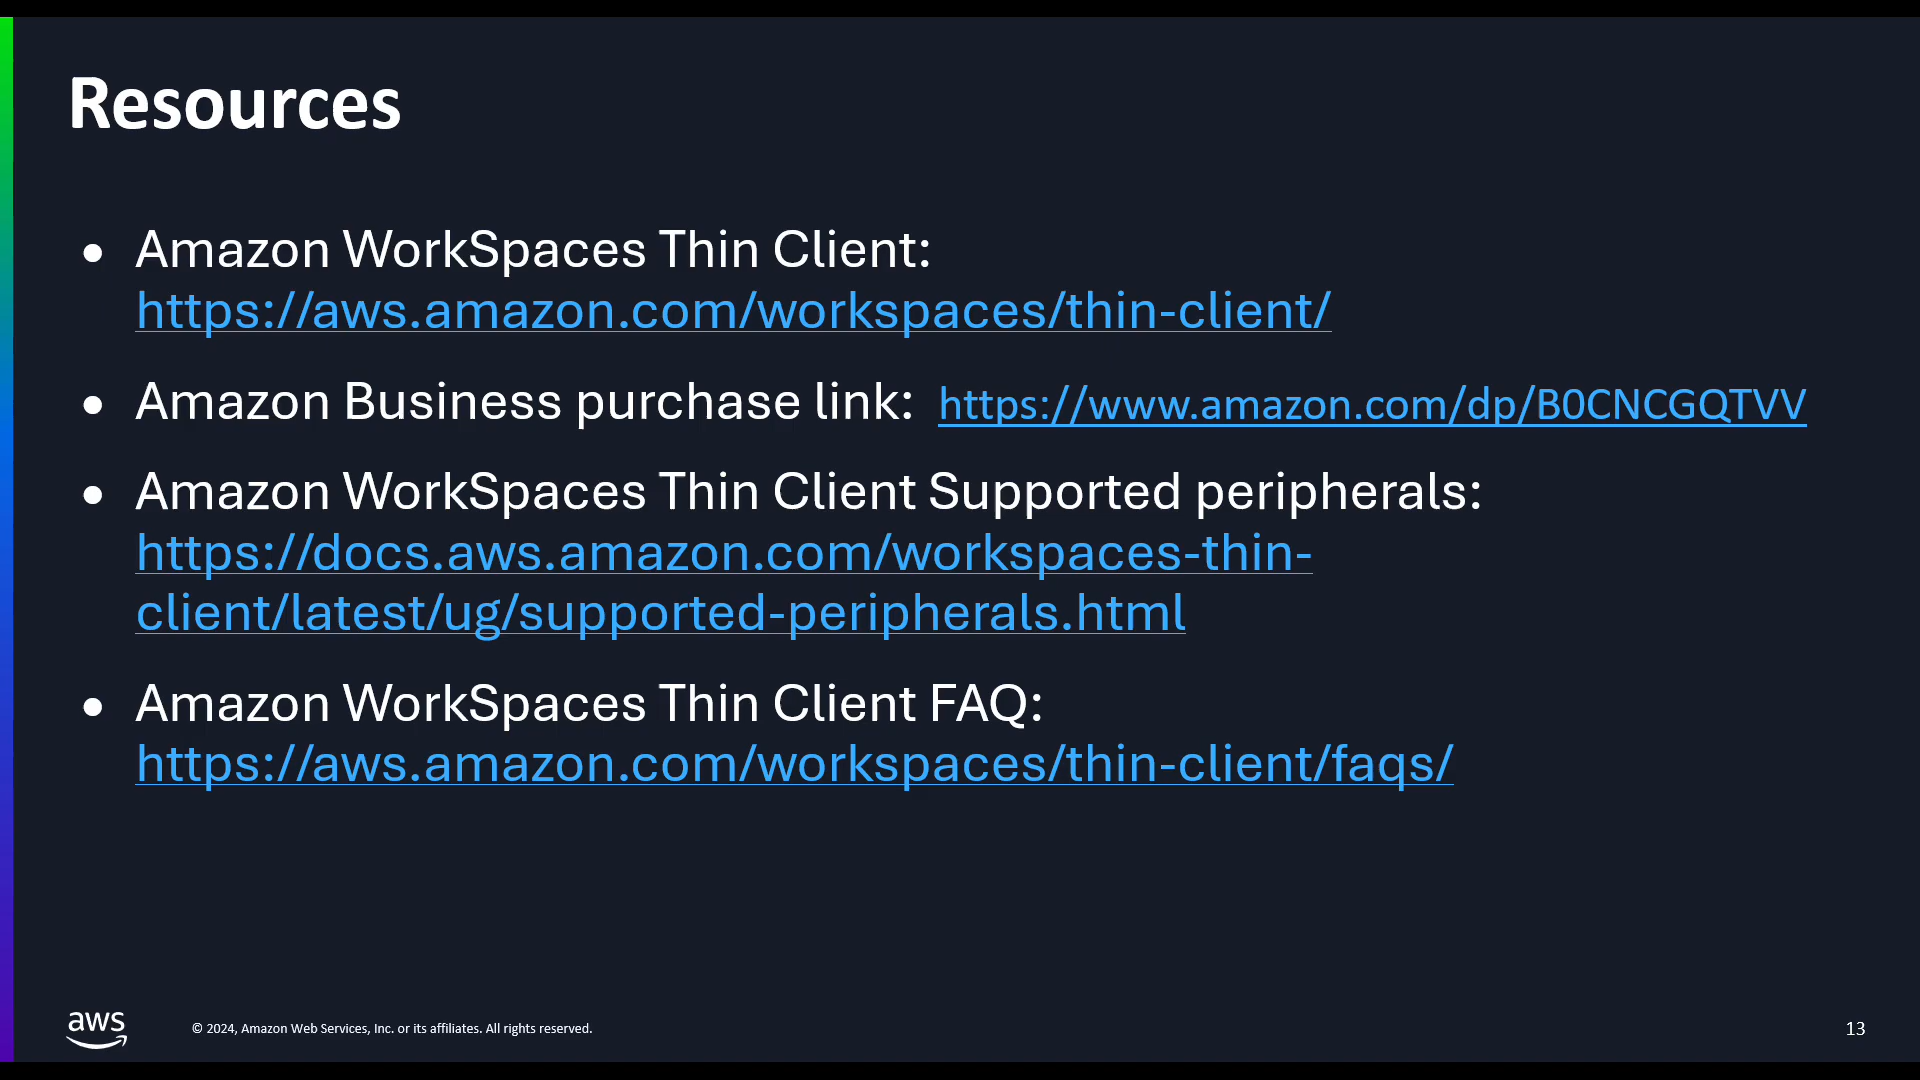 Resources
• Amazon WorkSpaces Thin Client:
https://aws.amazon.com/workspaces/thin-client/
• Amazon Business purchase link: https://www.amazon.com/dp/B0CNCGQTVV
• Amazon WorkSpaces Thin Client Supported peripherals:
https://docs.aws.amazon.com/workspaces-thin-
client/latest/ug/supported-peripherals.html
• Amazon WorkSpaces Thin Client FAQ:
https://aws.amazon.com/workspaces/thin-client/faqs/
aws
© 2024, Amazon Web Services, Inc. or its affiliates. All rights reserved.
13